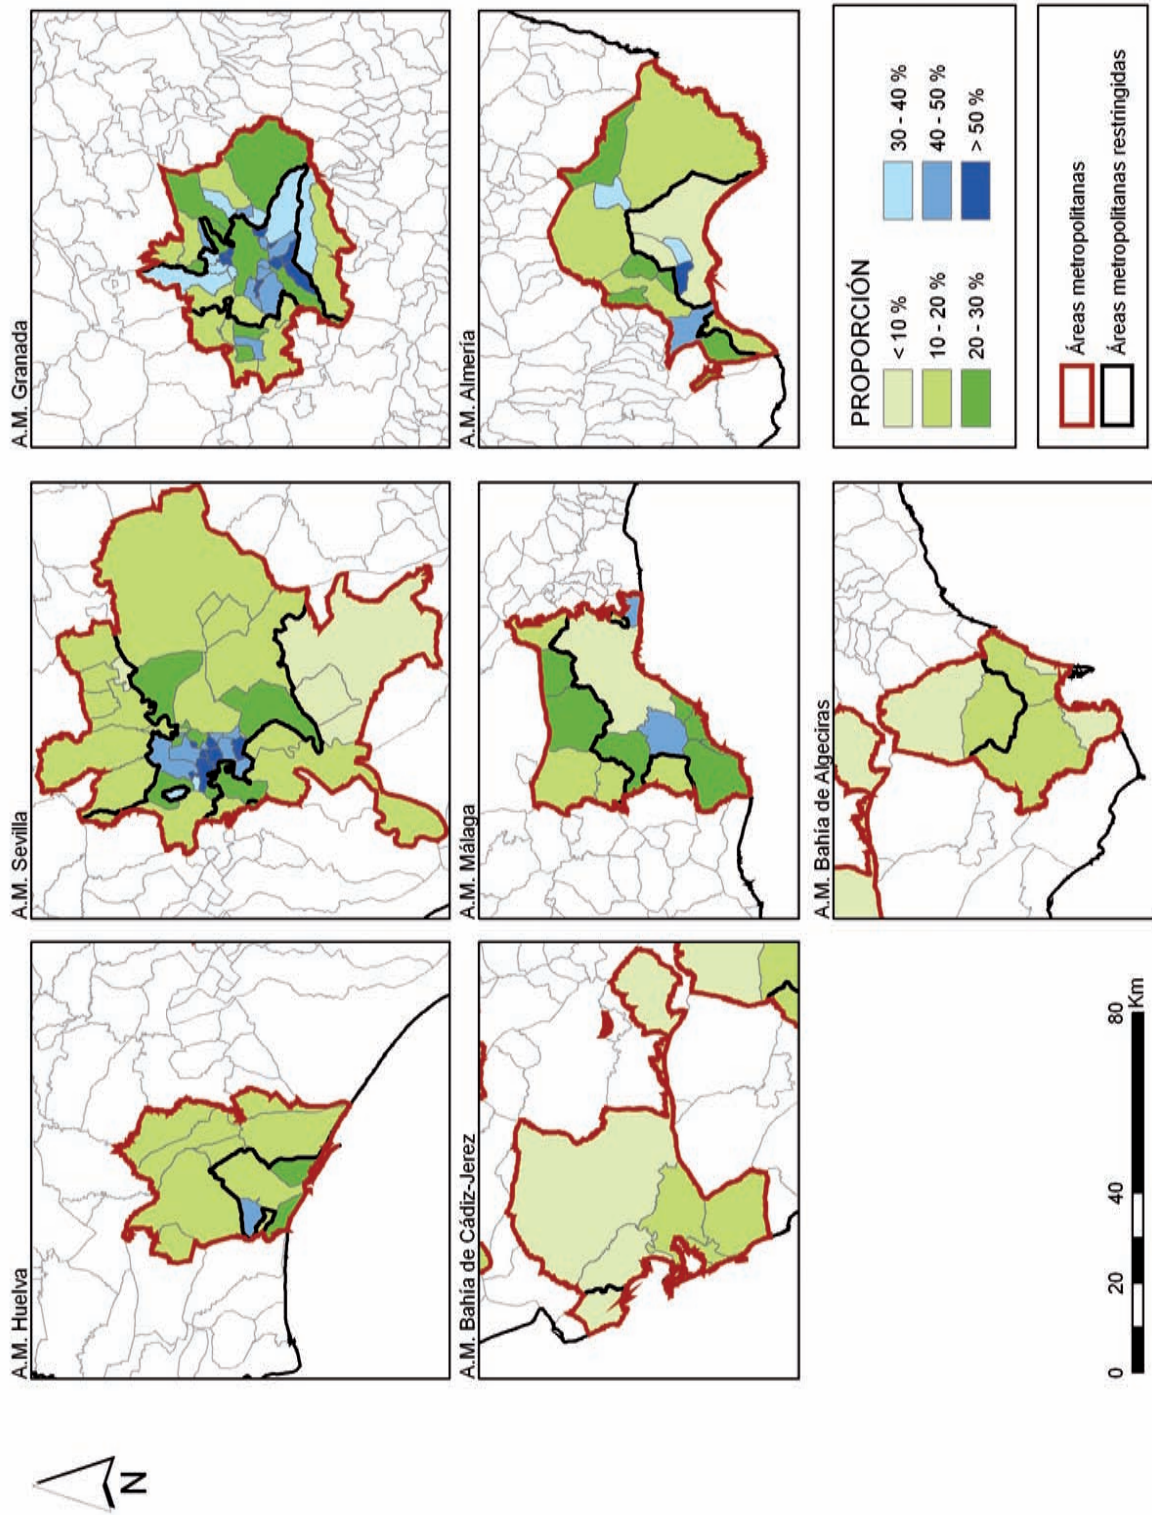 A.M. Huelva
A.M. Sevilla
A.M. Granada
A.M. Bahía de Cádiz-Jerez
A.M. Málaga
A.M. Almería
A.M. Bahía de Algeciras
PROPORCIÓN
< 10 %
10 - 20 %
20 - 30 %
30 - 40 %
40 - 50 %
> 50 %
Áreas metropolitanas
Áreas metropolitanas restringidas
N
0 20 40 80
Km